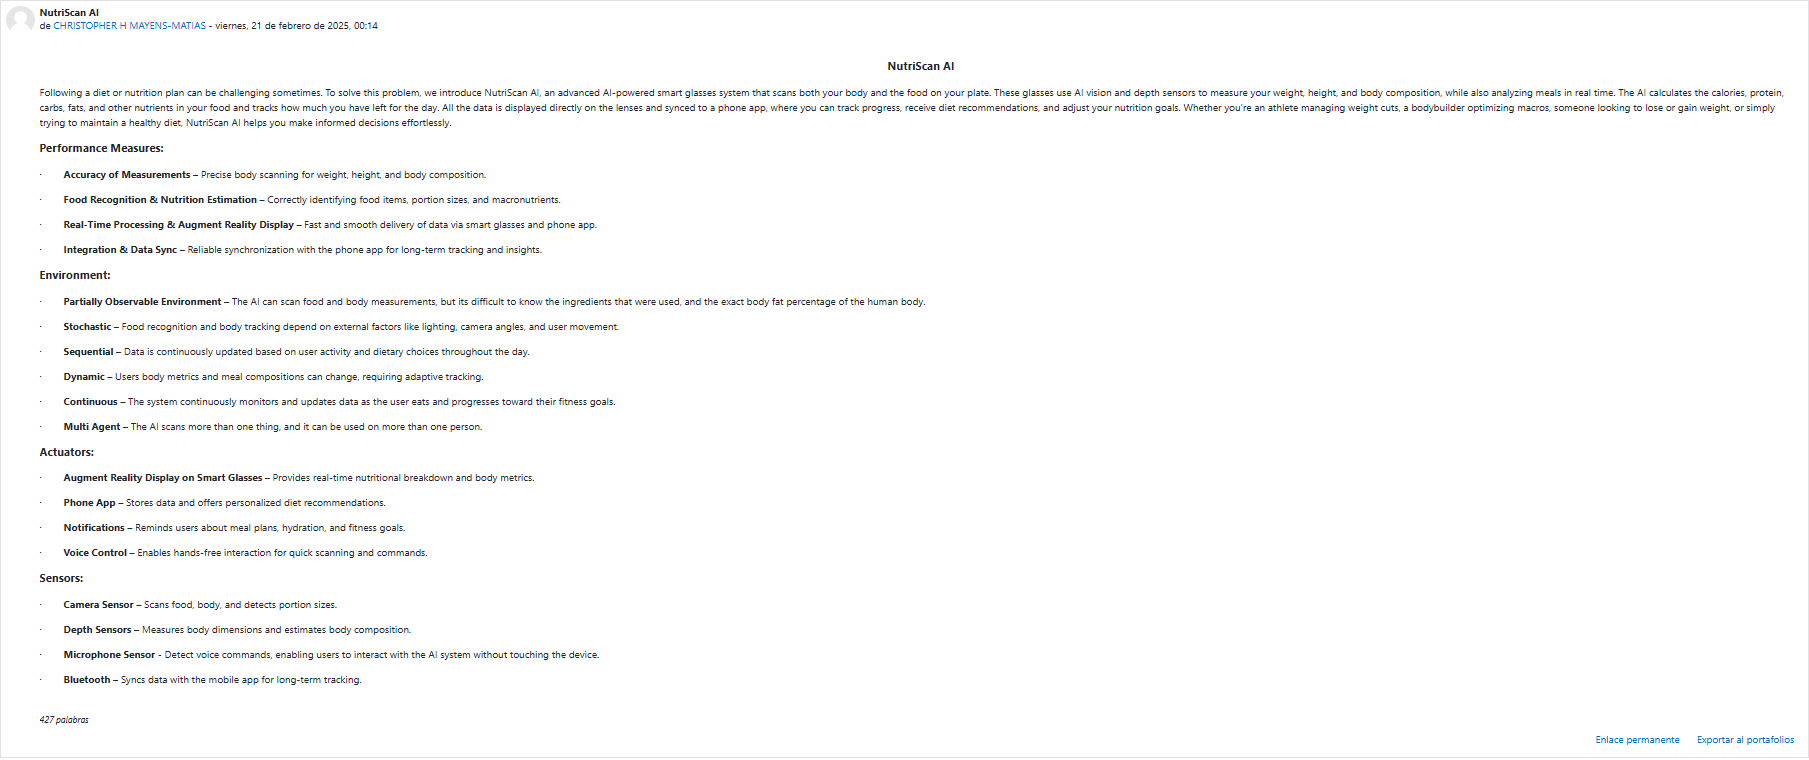 NutriScan AI
de CHRISTOPHER H MAYENS-MATIAS - viernes, 21 de febrero de 2025, 00:14
NutriScan AI
Following a diet or nutrition plan can be challenging sometimes. To solve this problem, we introduce NutriScan AI, an advanced AI-powered smart glasses system that scans both your body and the food on your plate. These glasses use AI vision and depth sensors to measure your weight, height, and body composition, while also analyzing meals in real time. The AI calculates the calories, protein,
carbs, fats, and other nutrients in your food and tracks how much you have left for the day. All the data is displayed directly on the lenses and synced to a phone app, where you can track progress, receive diet recommendations, and adjust your nutrition goals. Whether you're an athlete managing weight cuts, a bodybuilder optimizing macros, someone looking to lose or gain weight, or simply
trying to maintain a healthy diet, NutriScan AI helps you make informed decisions effortlessly.
Performance Measures:
· Accuracy of Measurements – Precise body scanning for weight, height, and body composition.
· Food Recognition & Nutrition Estimation – Correctly identifying food items, portion sizes, and macronutrients.
· Real-Time Processing & Augment Reality Display – Fast and smooth delivery of data via smart glasses and phone app.
· Integration & Data Sync – Reliable synchronization with the phone app for long-term tracking and insights.
Environment:
· Partially Observable Environment – The AI can scan food and body measurements, but its difficult to know the ingredients that were used, and the exact body fat percentage of the human body.
· Stochastic – Food recognition and body tracking depend on external factors like lighting, camera angles, and user movement.
· Sequential – Data is continuously updated based on user activity and dietary choices throughout the day.
· Dynamic – Users body metrics and meal compositions can change, requiring adaptive tracking.
· Continuous – The system continuously monitors and updates data as the user eats and progresses toward their fitness goals.
· Multi Agent – The AI scans more than one thing, and it can be used on more than one person.
Actuators:
· Augment Reality Display on Smart Glasses – Provides real-time nutritional breakdown and body metrics.
· Phone App – Stores data and offers personalized diet recommendations.
· Notifications – Reminds users about meal plans, hydration, and fitness goals.
· Voice Control – Enables hands-free interaction for quick scanning and commands.
Sensors:
· Camera Sensor – Scans food, body, and detects portion sizes.
· Depth Sensors – Measures body dimensions and estimates body composition.
· Microphone Sensor - Detect voice commands, enabling users to interact with the AI system without touching the device.
· Bluetooth – Syncs data with the mobile app for long-term tracking.
427 palabras
Enlace permanente Exportar al portafolios